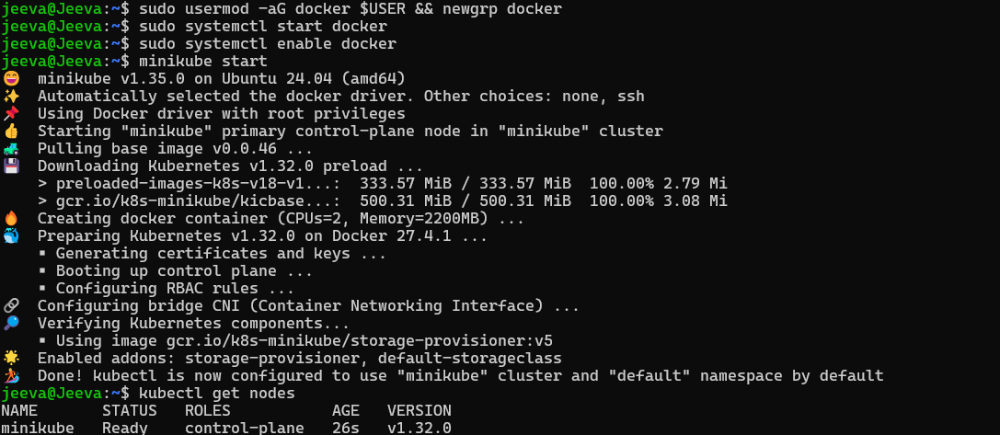 jeeva@Jeeva:~$ sudo usermod -aG docker $USER && newgrp docker
jeeva@Jeeva:~$ sudo systemctl start docker
jeeva@Jeeva:~$ sudo systemctl enable docker
jeeva@Jeeva:~$ minikube start
😄  minikube v1.35.0 on Ubuntu 24.04 (amd64)
✨  Automatically selected the docker driver. Other choices: none, ssh
📌  Using Docker driver with root privileges
👍  Starting "minikube" primary control-plane node in "minikube" cluster
🚜  Pulling base image v0.0.46 ...
💾  Downloading Kubernetes v1.32.0 preload ...
    > preloaded-images-k8s-v18-v1...:  333.57 MiB / 333.57 MiB  100.00% 2.79 Mi
    > gcr.io/k8s-minikube/kicbase...:  500.31 MiB / 500.31 MiB  100.00% 3.08 Mi
🔥  Creating docker container (CPUs=2, Memory=2200MB) ...
🐳  Preparing Kubernetes v1.32.0 on Docker 27.4.1 ...
    ▪ Generating certificates and keys ...
    ▪ Booting up control plane ...
    ▪ Configuring RBAC rules ...
🔗  Configuring bridge CNI (Container Networking Interface) ...
🔎  Verifying Kubernetes components...
    ▪ Using image gcr.io/k8s-minikube/storage-provisioner:v5
🌟  Enabled addons: storage-provisioner, default-storageclass
🏄  Done! kubectl is now configured to use "minikube" cluster and "default" namespace by default
jeeva@Jeeva:~$ kubectl get nodes
NAME       STATUS   ROLES           AGE   VERSION
minikube   Ready    control-plane   26s   v1.32.0